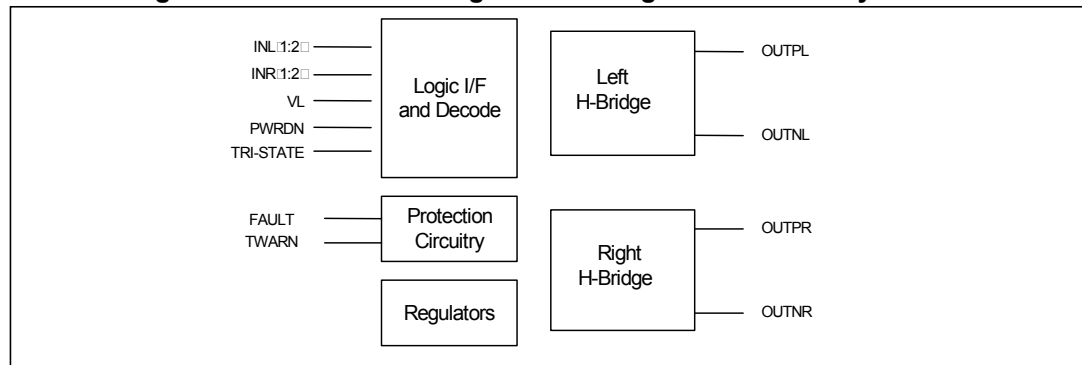 INL□1:2□
INR□1:2□
VL
PWRDN
TRI-STATE
Logic I/F
and Decode
Left
H-Bridge
OUTPL
OUTNL
FAULT
TWARN
Protection
Circuitry
Regulators
Right
H-Bridge
OUTPR
OUTNR